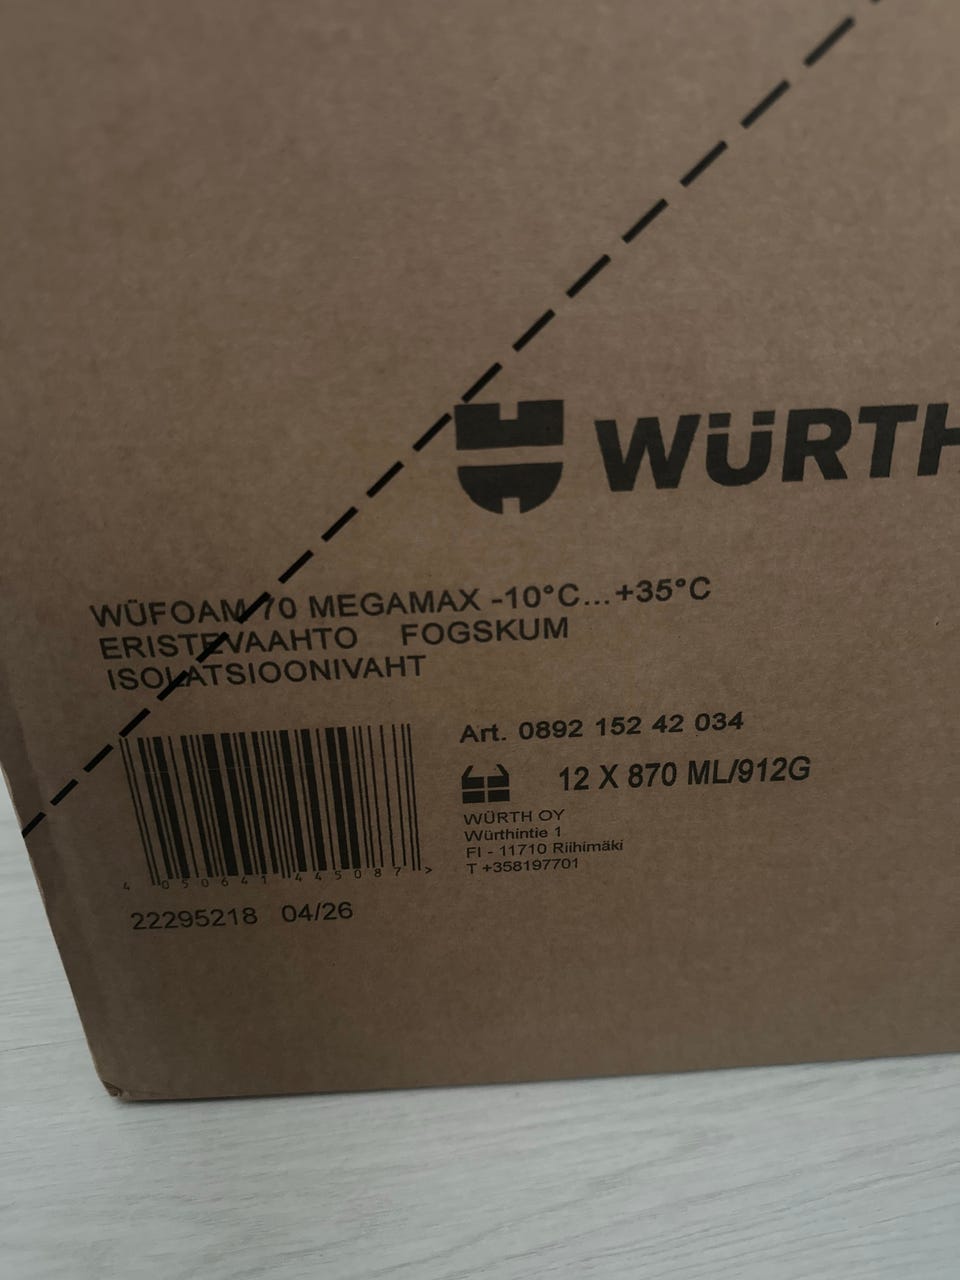 WÜRTH
WÜFOAM 70 MEGAMAX -10°C...+35°C
ERISTEVAAHTO FOGSKUM
ISOLATSIOONIVAHT
Art. 0892 152 42 034
12 X 870 ML/912G
WÜRTH OY
Würthintie 1
FI - 11710 Riihimäki
T +358197701
4 050641 445087 >
22295218 04/26